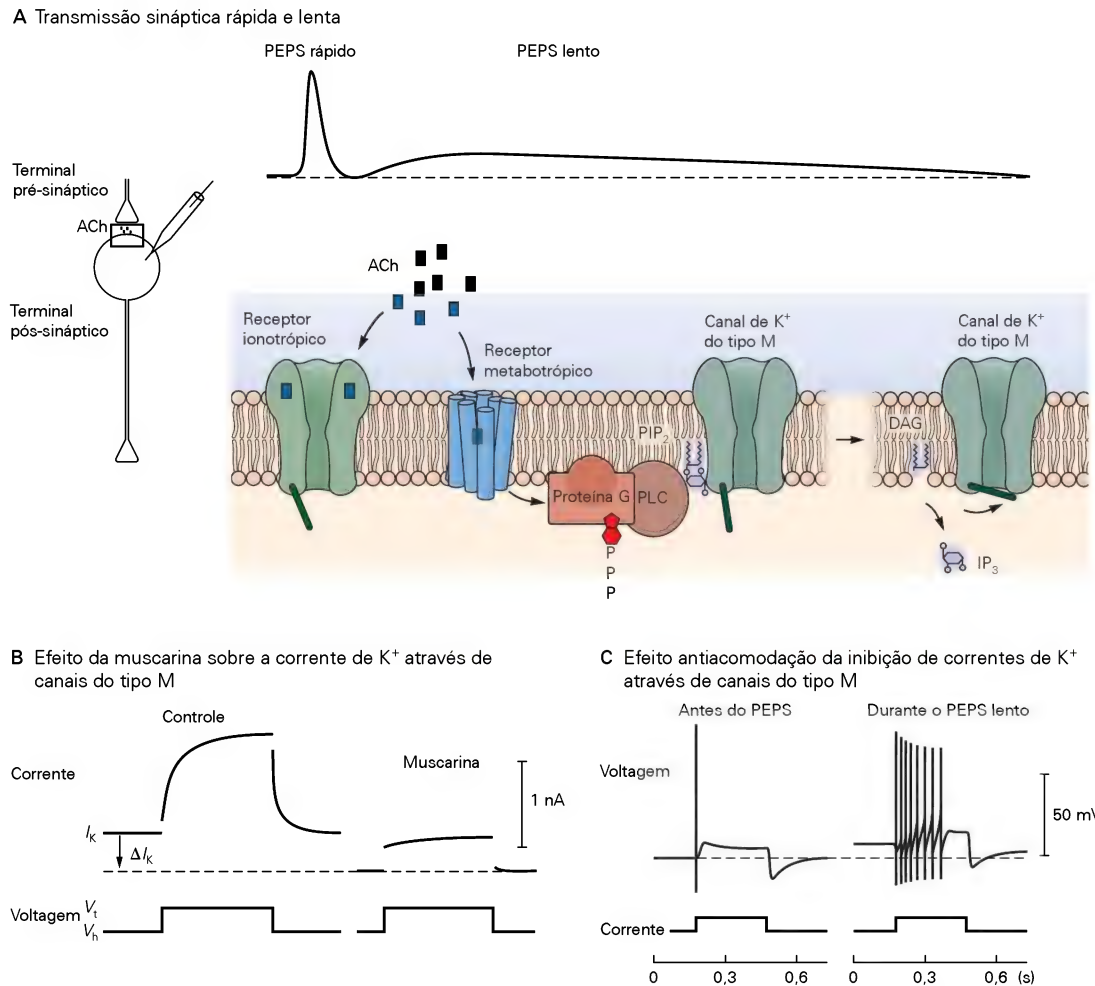 A Transmissão sináptica rápida e lenta
PEPS rápido
PEPS lento
Terminal
pré-sináptico
ACh
Terminal
pós-sináptico
ACh
Receptor
ionotrópico
Receptor
metabotrópico
Canal de K⁺
do tipo M
Canal de K⁺
do tipo M
PIP₂
DAG
Proteína G
PLC
IP₃
P
P
P
B Efeito da muscarina sobre a corrente de K⁺ através de
canais do tipo M
Controle
Muscarina
Corrente
1 nA
I_K
ΔI_K
Voltagem
V_t
V_h
C Efeito antiacomodação da inibição de correntes de K⁺
através de canais do tipo M
Antes do PEPS
Durante o PEPS lento
Voltagem
50 mV
Corrente
0 0,3 0,6 0 0,3 0,6 (s)